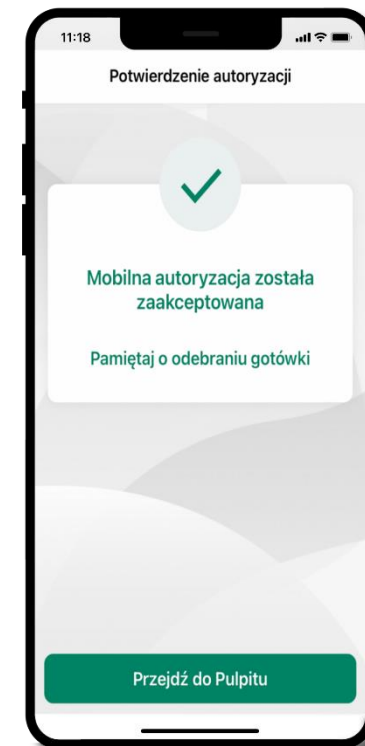 11:18
Potwierdzenie autoryzacji
Mobilna autoryzacja została
zaakceptowana
Pamiętaj o odebraniu gotówki
Przejdź do Pulpitu